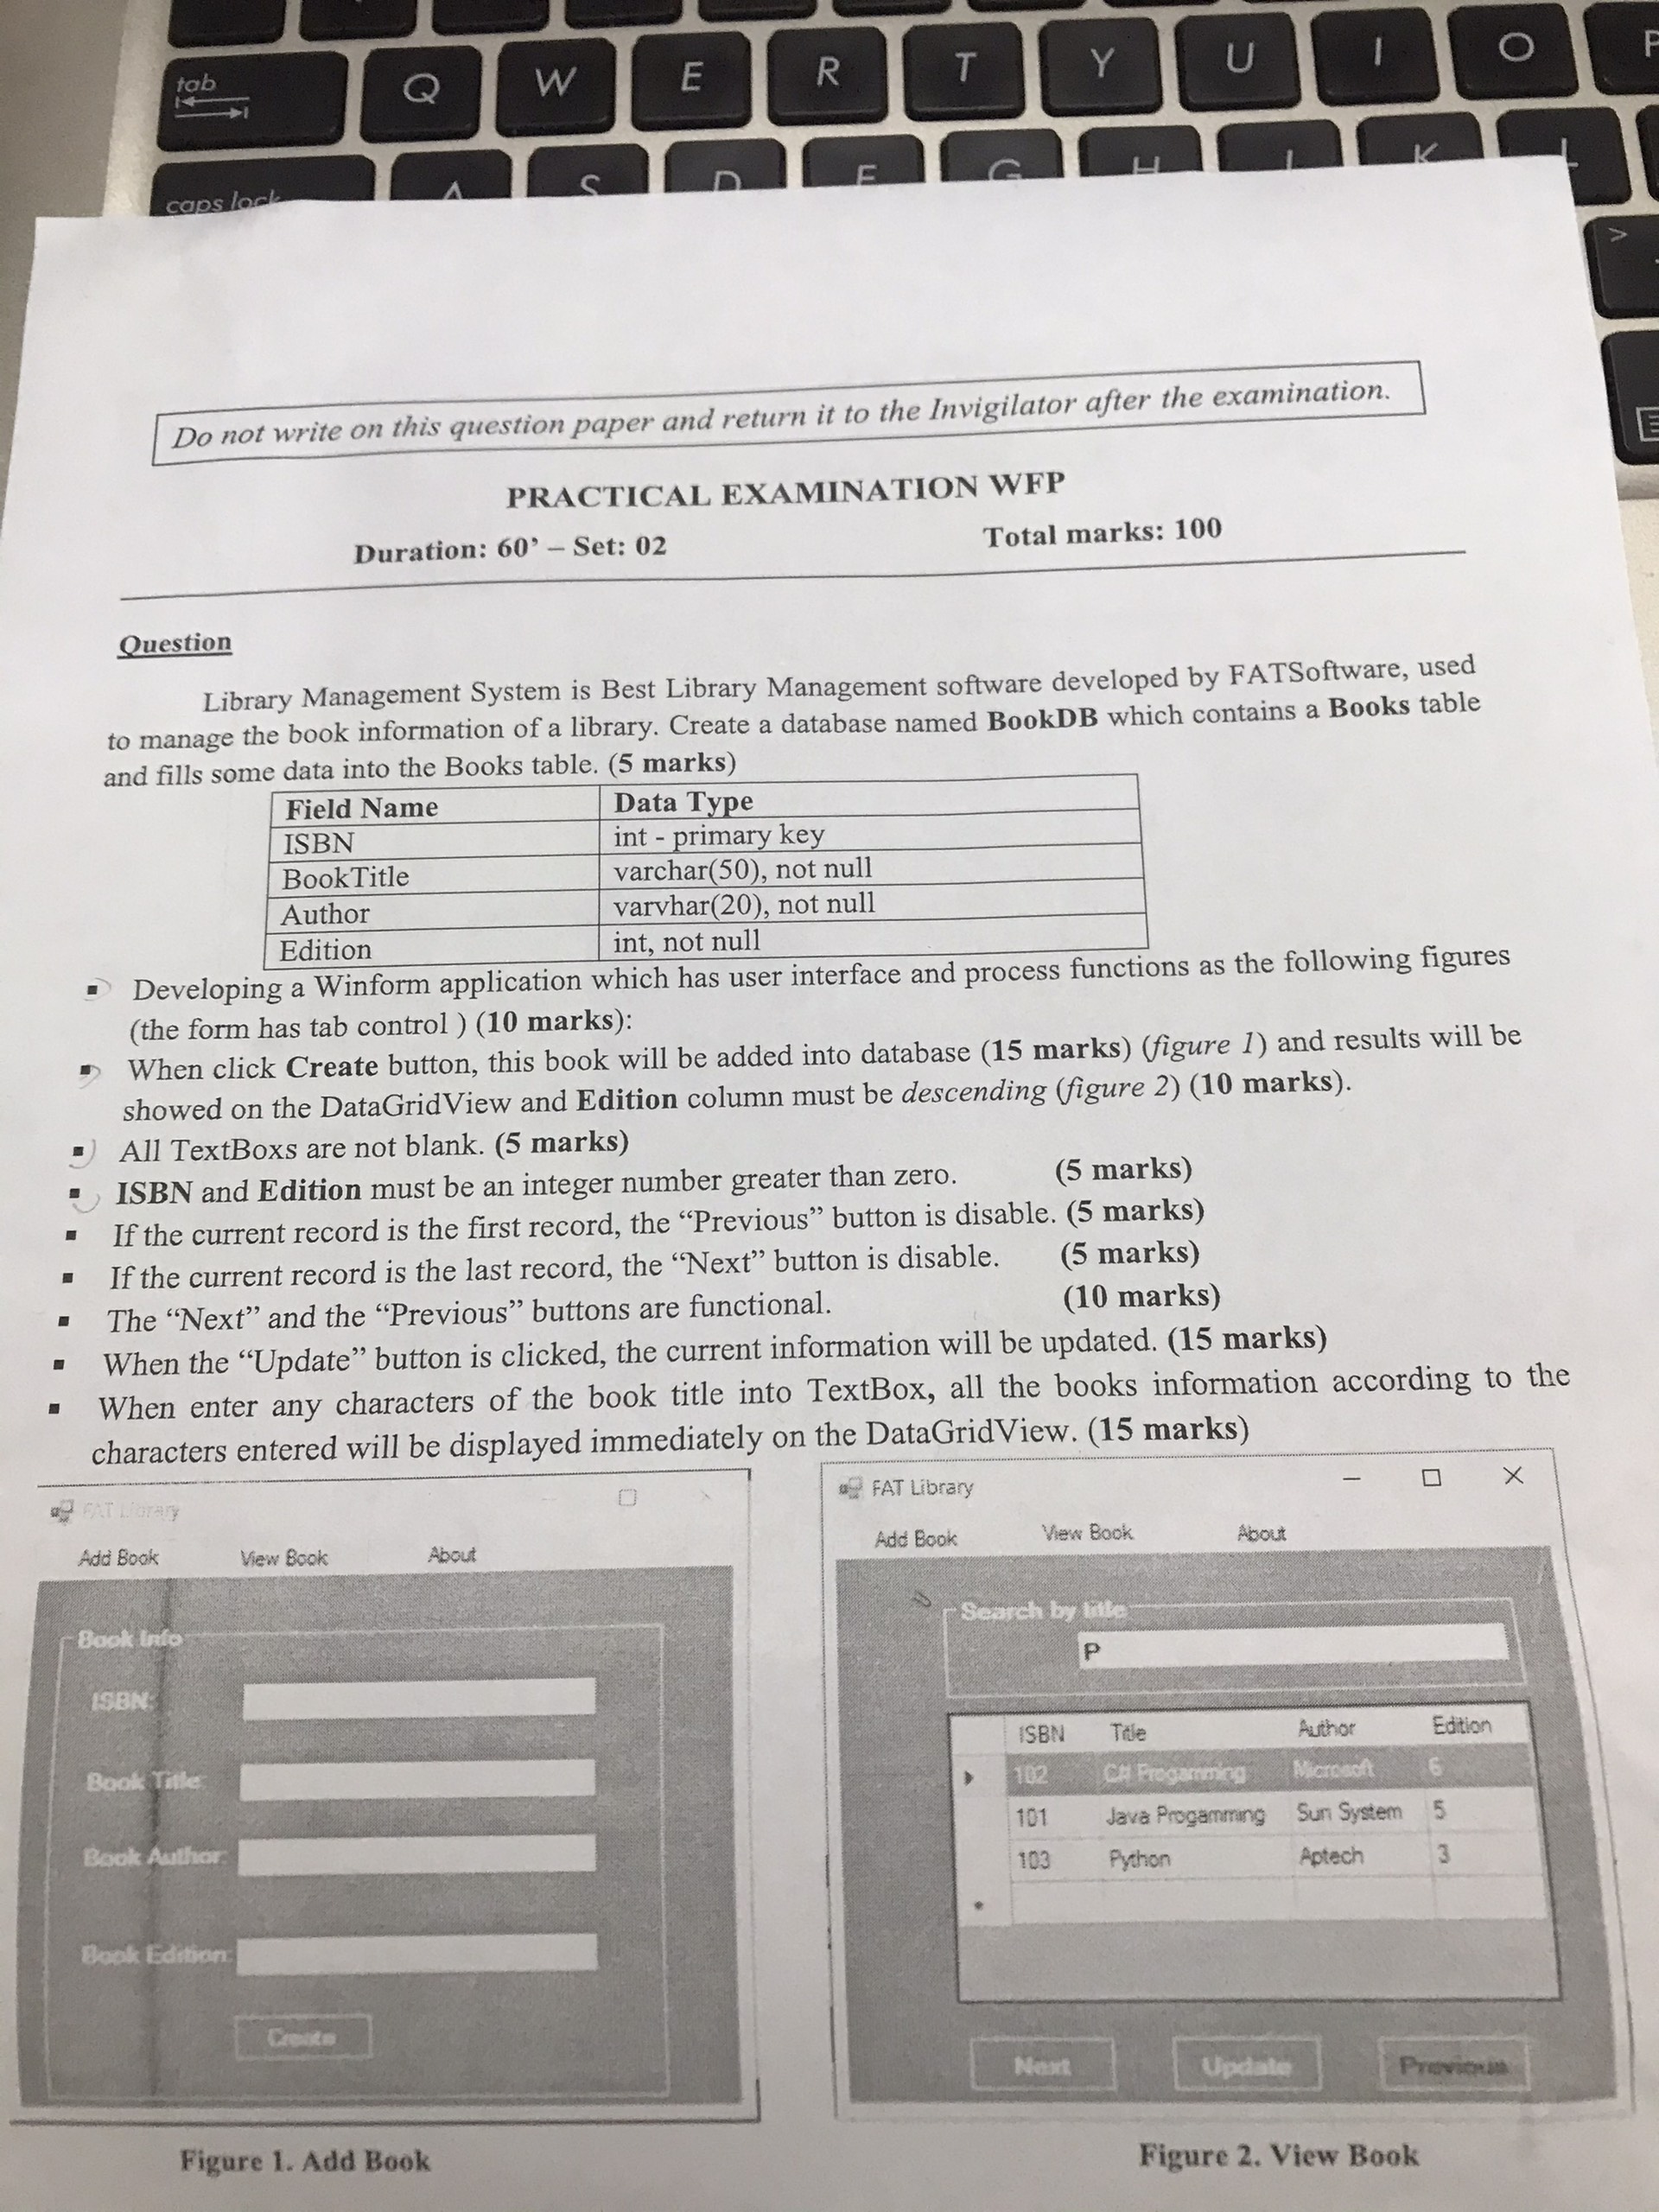 tab
Q W E R T Y U I O P
caps lock A S D F G H J K L
>
Do not write on this question paper and return it to the Invigilator after the examination.
PRACTICAL EXAMINATION WFP
Duration: 60’ – Set: 02 Total marks: 100
Question
Library Management System is Best Library Management software developed by FATSoftware, used
to manage the book information of a library. Create a database named BookDB which contains a Books table
and fills some data into the Books table. (5 marks)
Field Name Data Type
ISBN int - primary key
BookTitle varchar(50), not null
Author varvhar(20), not null
Edition int, not null
▪ Developing a Winform application which has user interface and process functions as the following figures
(the form has tab control ) (10 marks):
▪ When click Create button, this book will be added into database (15 marks) (figure 1) and results will be
showed on the DataGridView and Edition column must be descending (figure 2) (10 marks).
▪ All TextBoxs are not blank. (5 marks)
▪ ISBN and Edition must be an integer number greater than zero. (5 marks)
▪ If the current record is the first record, the “Previous” button is disable. (5 marks)
▪ If the current record is the last record, the “Next” button is disable. (5 marks)
▪ The “Next” and the “Previous” buttons are functional. (10 marks)
▪ When the “Update” button is clicked, the current information will be updated. (15 marks)
▪ When enter any characters of the book title into TextBox, all the books information according to the
characters entered will be displayed immediately on the DataGridView. (15 marks)
FAT Library
Add Book View Book About
Book Info
ISBN:
Book Title:
Book Author:
Book Edition:
Create
Figure 1. Add Book
FAT Library
Add Book View Book About
Search by title
P
ISBN Title Author Edition
102 C# Progamming Microsoft 6
101 Java Progamming Sun System 5
103 Python Aptech 3
Next Update Previous
Figure 2. View Book